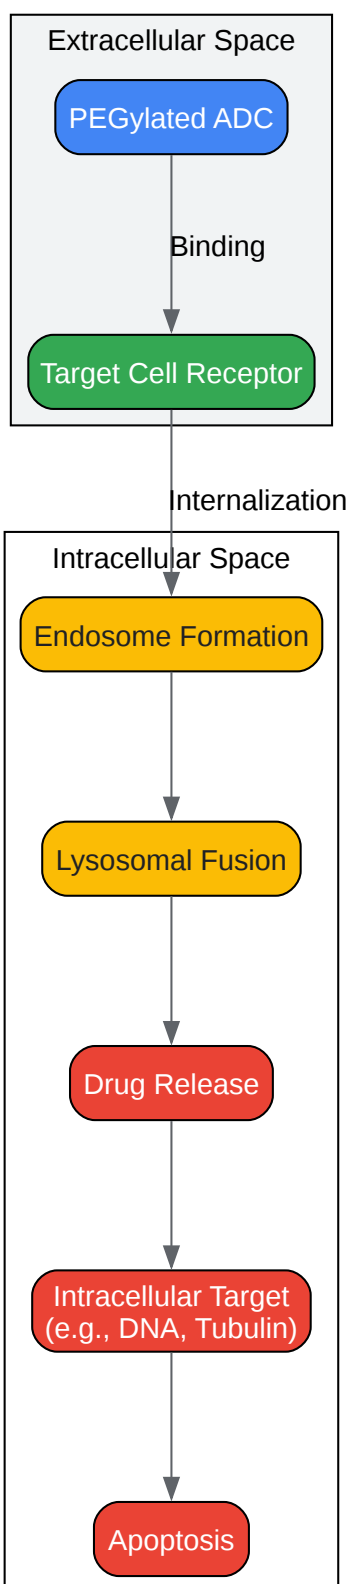 Extracellular Space
PEGylated ADC
Binding
Target Cell Receptor
Internalization
Intracellular Space
Endosome Formation
Lysosomal Fusion
Drug Release
Intracellular Target
(e.g., DNA, Tubulin)
Apoptosis